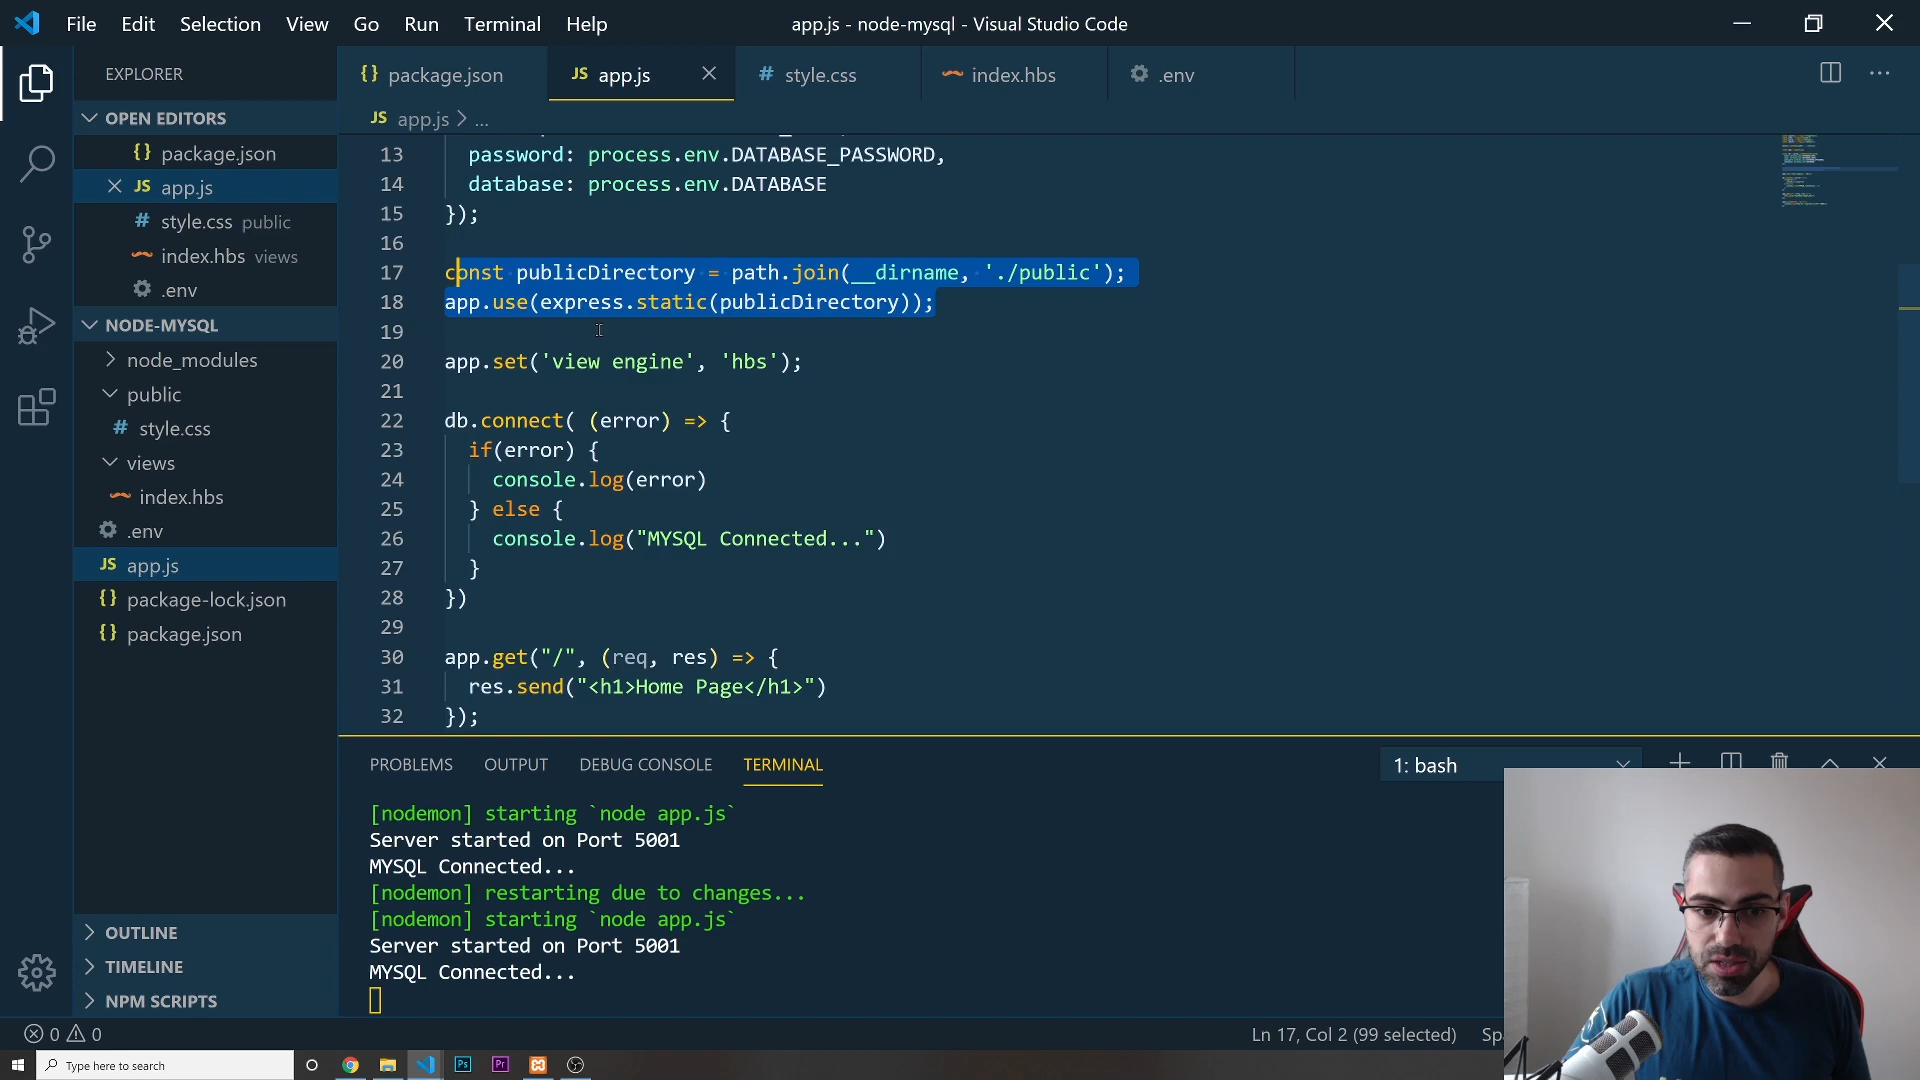 File Edit Selection View Go Run Terminal Help
app.js - node-mysql - Visual Studio Code
EXPLORER
OPEN EDITORS
{} package.json
JS app.js
# style.css public
index.hbs views
.env
NODE-MYSQL
node_modules
public
# style.css
views
index.hbs
.env
JS app.js
{} package-lock.json
{} package.json
OUTLINE
TIMELINE
NPM SCRIPTS
{} package.json JS app.js # style.css index.hbs .env
JS app.js > ...
13 password: process.env.DATABASE_PASSWORD,
14 database: process.env.DATABASE
15 });
16
17 const publicDirectory = path.join(__dirname, './public');
18 app.use(express.static(publicDirectory));
19
20 app.set('view engine', 'hbs');
21
22 db.connect( (error) => {
23 if(error) {
24 console.log(error)
25 } else {
26 console.log("MYSQL Connected...")
27 }
28 })
29
30 app.get("/", (req, res) => {
31 res.send("<h1>Home Page</h1>")
32 });
PROBLEMS OUTPUT DEBUG CONSOLE TERMINAL
1: bash
[nodemon] starting `node app.js`
Server started on Port 5001
MYSQL Connected...
[nodemon] restarting due to changes...
[nodemon] starting `node app.js`
Server started on Port 5001
MYSQL Connected...
0 0
Ln 17, Col 2 (99 selected)
Type here to search
Ps
Pr